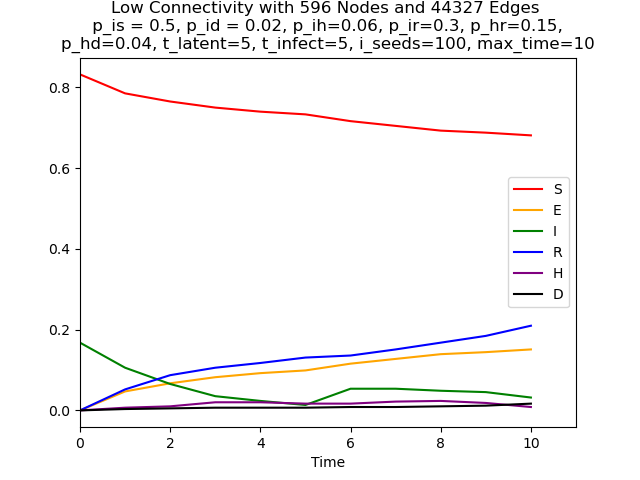 Low Connectivity with 596 Nodes and 44327 Edges
p_is = 0.5, p_id = 0.02, p_ih=0.06, p_ir=0.3, p_hr=0.15,
p_hd=0.04, t_latent=5, t_infect=5, i_seeds=100, max_time=10
0.8
0.6
0.4
0.2
0.0
S
E
I
R
H
D
0 2 4 6 8 10
Time